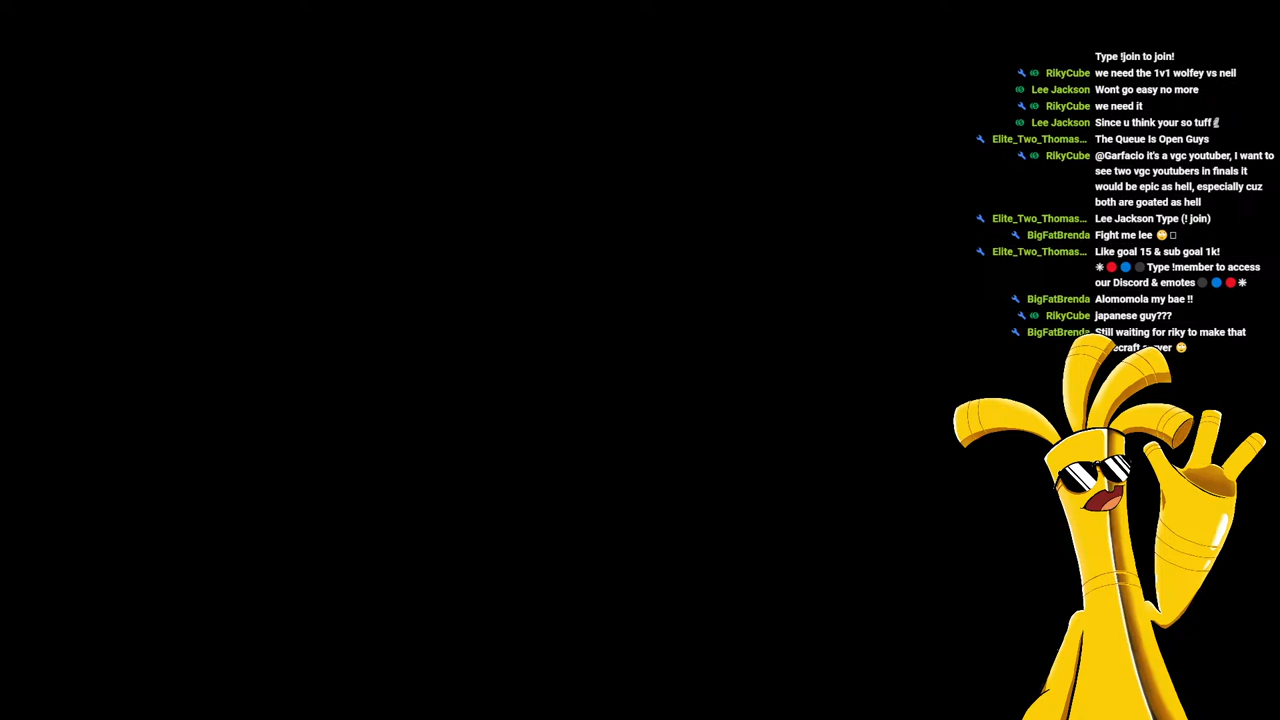 Type !join to join!
RikyCube we need the 1v1 wolfey vs neil
Lee Jackson Wont go easy no more
RikyCube we need it
Lee Jackson Since u think your so tuff✌
Elite_Two_Thomas... The Queue Is Open Guys
RikyCube @Garfacio it's a vgc youtuber, I want to
see two vgc youtubers in finals it
would be epic as hell, especially cuz
both are goated as hell
Elite_Two_Thomas... Lee Jackson Type (! join)
BigFatBrenda Fight me lee 🙄
Elite_Two_Thomas... Like goal 15 & sub goal 1k!
✳🔴🔵⚫Type !member to access
our Discord & emotes⚫🔵🔴✳
BigFatBrenda Alomomola my bae !!
RikyCube japanese guy???
BigFatBrenda Still waiting for riky to make that
🙄